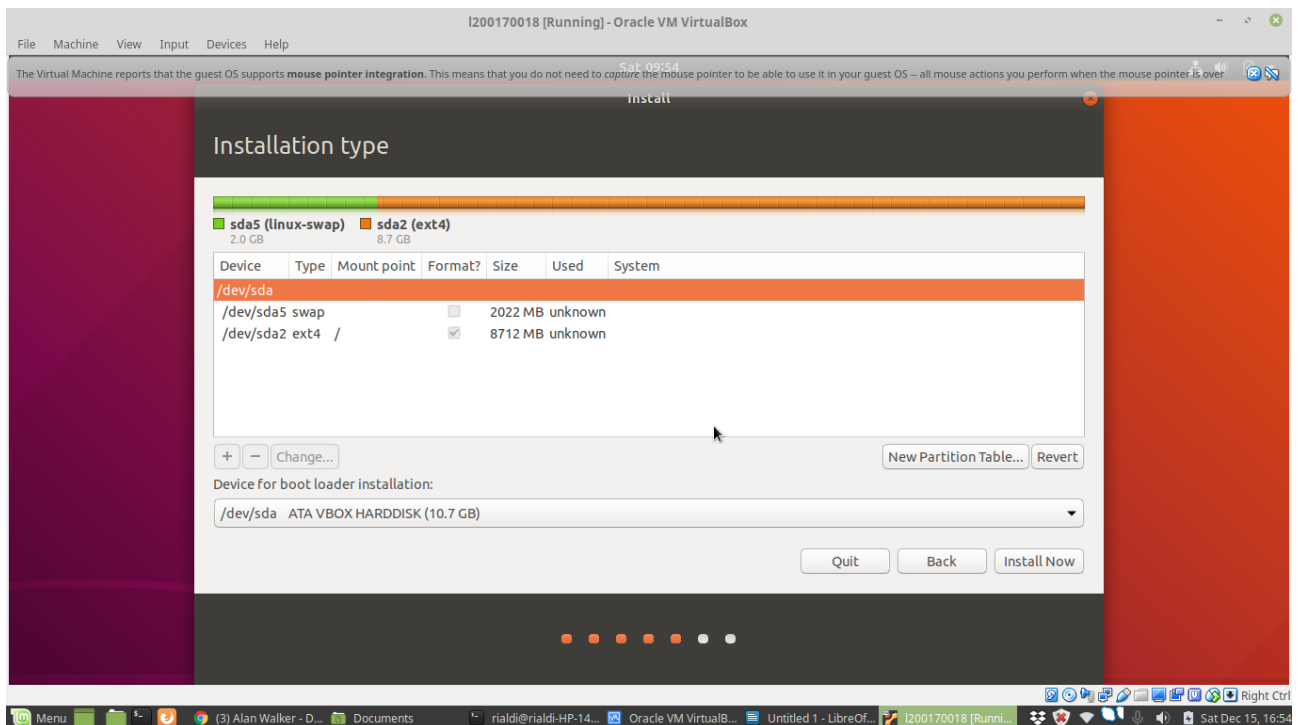 l200170018 [Running] - Oracle VM VirtualBox
File Machine View Input Devices Help
Sat 09:54
The Virtual Machine reports that the guest OS supports mouse pointer integration. This means that you do not need to capture the mouse pointer to be able to use it in your guest OS -- all mouse actions you perform when the mouse pointer is over
Install
Installation type
sda5 (linux-swap) sda2 (ext4)
2.0 GB 8.7 GB
Device Type Mount point Format? Size Used System
/dev/sda
/dev/sda5 swap 2022 MB unknown
/dev/sda2 ext4 / 8712 MB unknown
+ − Change... New Partition Table... Revert
Device for boot loader installation:
/dev/sda ATA VBOX HARDDISK (10.7 GB)
Quit Back Install Now
Right Ctrl
Menu (3) Alan Walker - D... Documents rialdi@rialdi-HP-14... Oracle VM VirtualB... Untitled 1 - LibreOf... l200170018 [Runni... Sat Dec 15, 16:54